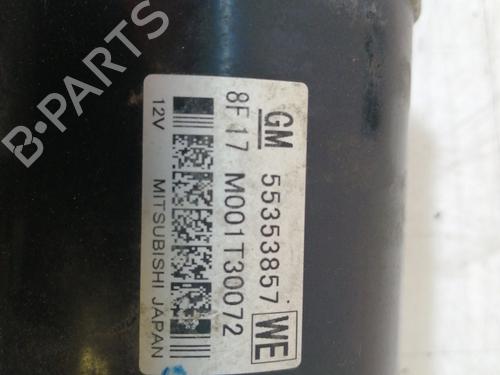 GM 55353857 WE
8F17 M001T30072
12V MITSUBISHI JAPAN
B-PARTS